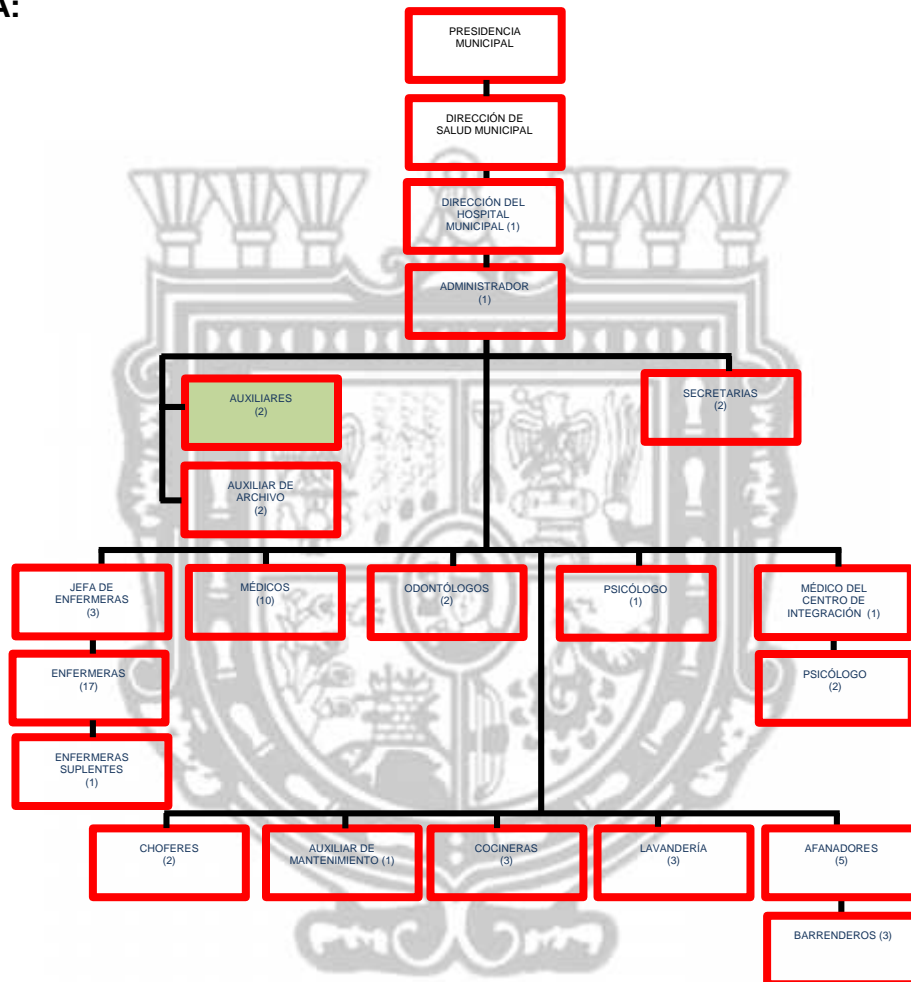 A:
PRESIDENCIA
MUNICIPAL
DIRECCIÓN DE
SALUD MUNICIPAL
DIRECCIÓN DEL
HOSPITAL
MUNICIPAL (1)
ADMINISTRADOR
(1)
AUXILIARES
(2)
SECRETARIAS
(2)
AUXILIAR DE
ARCHIVO
(2)
JEFA DE
ENFERMERAS
(3)
MÉDICOS
(10)
ODONTÓLOGOS
(2)
PSICÓLOGO
(1)
MÉDICO DEL
CENTRO DE
INTEGRACIÓN (1)
ENFERMERAS
(17)
PSICÓLOGO
(2)
ENFERMERAS
SUPLENTES
(1)
CHOFERES
(2)
AUXILIAR DE
MANTENIMIENTO (1)
COCINERAS
(3)
LAVANDERÍA
(3)
AFANADORES
(5)
BARRENDEROS (3)